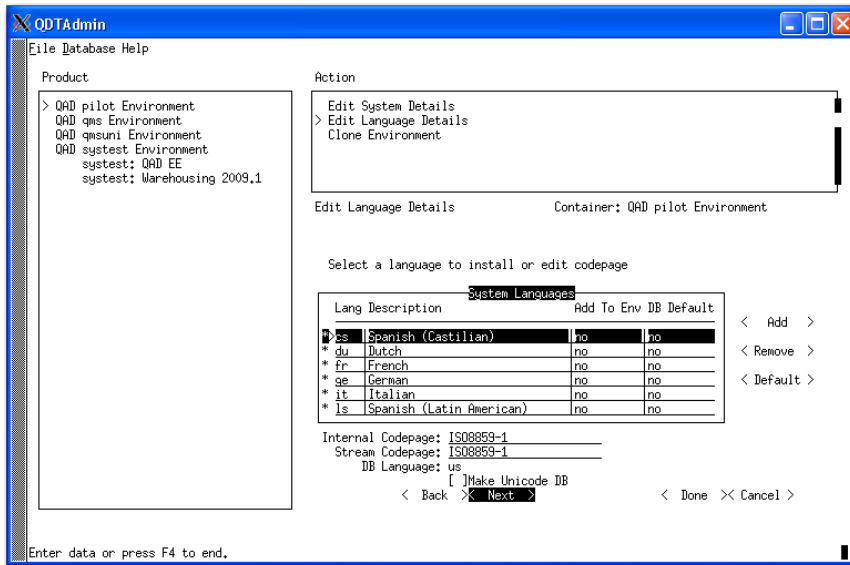 QDTAdmin
File Database Help
Product
> QAD pilot Environment
QAD qms Environment
QAD qmsuni Environment
QAD systest Environment
systest: QAD EE
systest: Warehousing 2009.1
Action
Edit System Details
> Edit Language Details
Clone Environment
Edit Language Details Container: QAD pilot Environment
Select a language to install or edit codepage
System Languages
Lang Description Add To Env DB Default
*>cs Spanish (Castilian) no no
* du Dutch no no
* fr French no no
* ge German no no
* it Italian no no
* ls Spanish (Latin American) no no
< Add >
< Remove >
< Default >
Internal Codepage: ISO8859-1
Stream Codepage: ISO8859-1
DB Language: us
[ ]Make Unicode DB
< Back >< Next > < Done >< Cancel >
Enter data or press F4 to end.